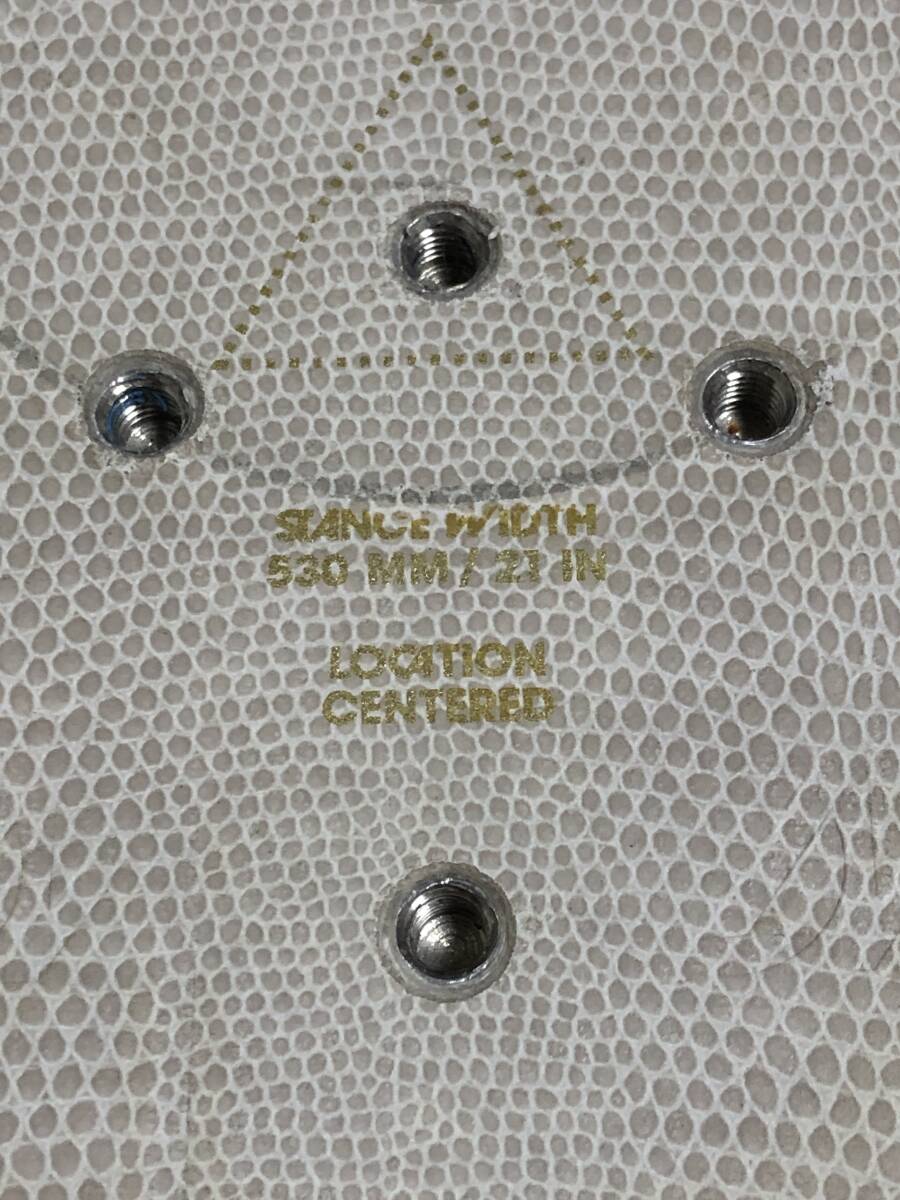 STANCE WIDTH
530 MM / 21 IN
LOCATION
CENTERED